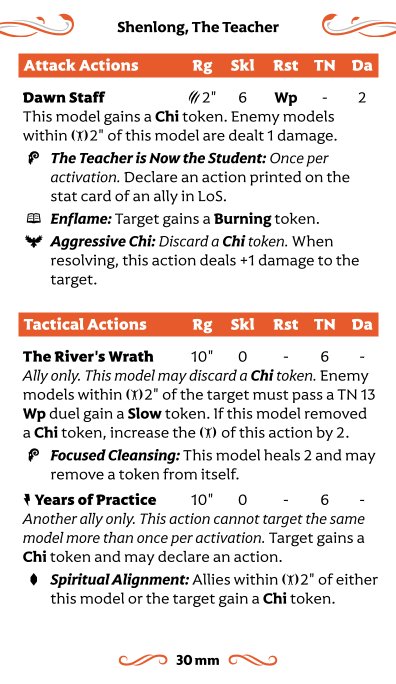 Shenlong, The Teacher
Attack Actions Rg Skl Rst TN Da
Dawn Staff 2" 6 Wp - 2
This model gains a Chi token. Enemy models
within 2" of this model are dealt 1 damage.
The Teacher is Now the Student: Once per
activation. Declare an action printed on the
stat card of an ally in LoS.
Enflame: Target gains a Burning token.
Aggressive Chi: Discard a Chi token. When
resolving, this action deals +1 damage to the
target.
Tactical Actions Rg Skl Rst TN Da
The River's Wrath 10" 0 - 6 -
Ally only. This model may discard a Chi token. Enemy
models within 2" of the target must pass a TN 13
Wp duel gain a Slow token. If this model removed
a Chi token, increase the of this action by 2.
Focused Cleansing: This model heals 2 and may
remove a token from itself.
Years of Practice 10" 0 - 6 -
Another ally only. This action cannot target the same
model more than once per activation. Target gains a
Chi token and may declare an action.
Spiritual Alignment: Allies within 2" of either
this model or the target gain a Chi token.
30 mm